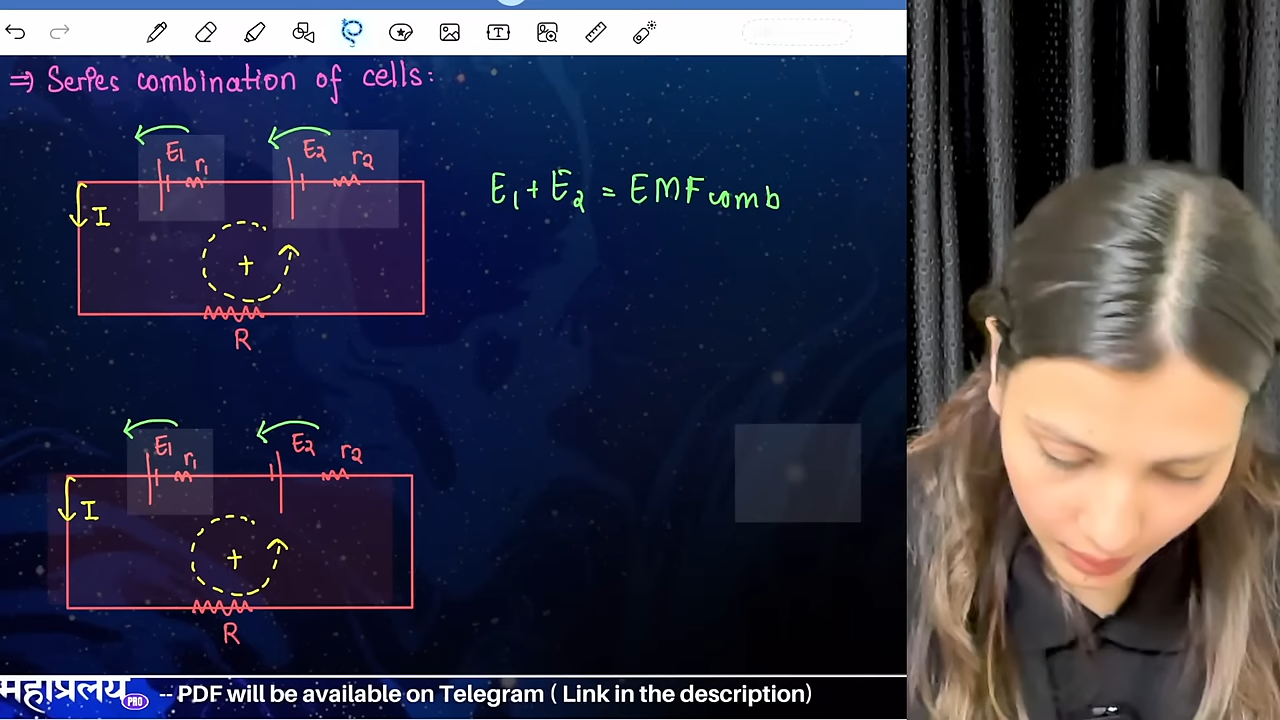 ⇒ Series combination of cells:
E1 r1 E2 r2
I
+
R
E1 + E2 = EMF comb
E1 r1 E2 r2
I
+
R
महाप्रलय PRO -- PDF will be available on Telegram ( Link in the description)